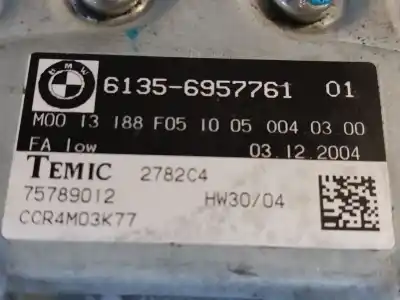 BMW
6135-6957761 01
M00 13 188 F05 10 05 004 03 00
FA low 03.12.2004
TEMIC 2782C4
75789012 HW30/04
CCR4M03K77